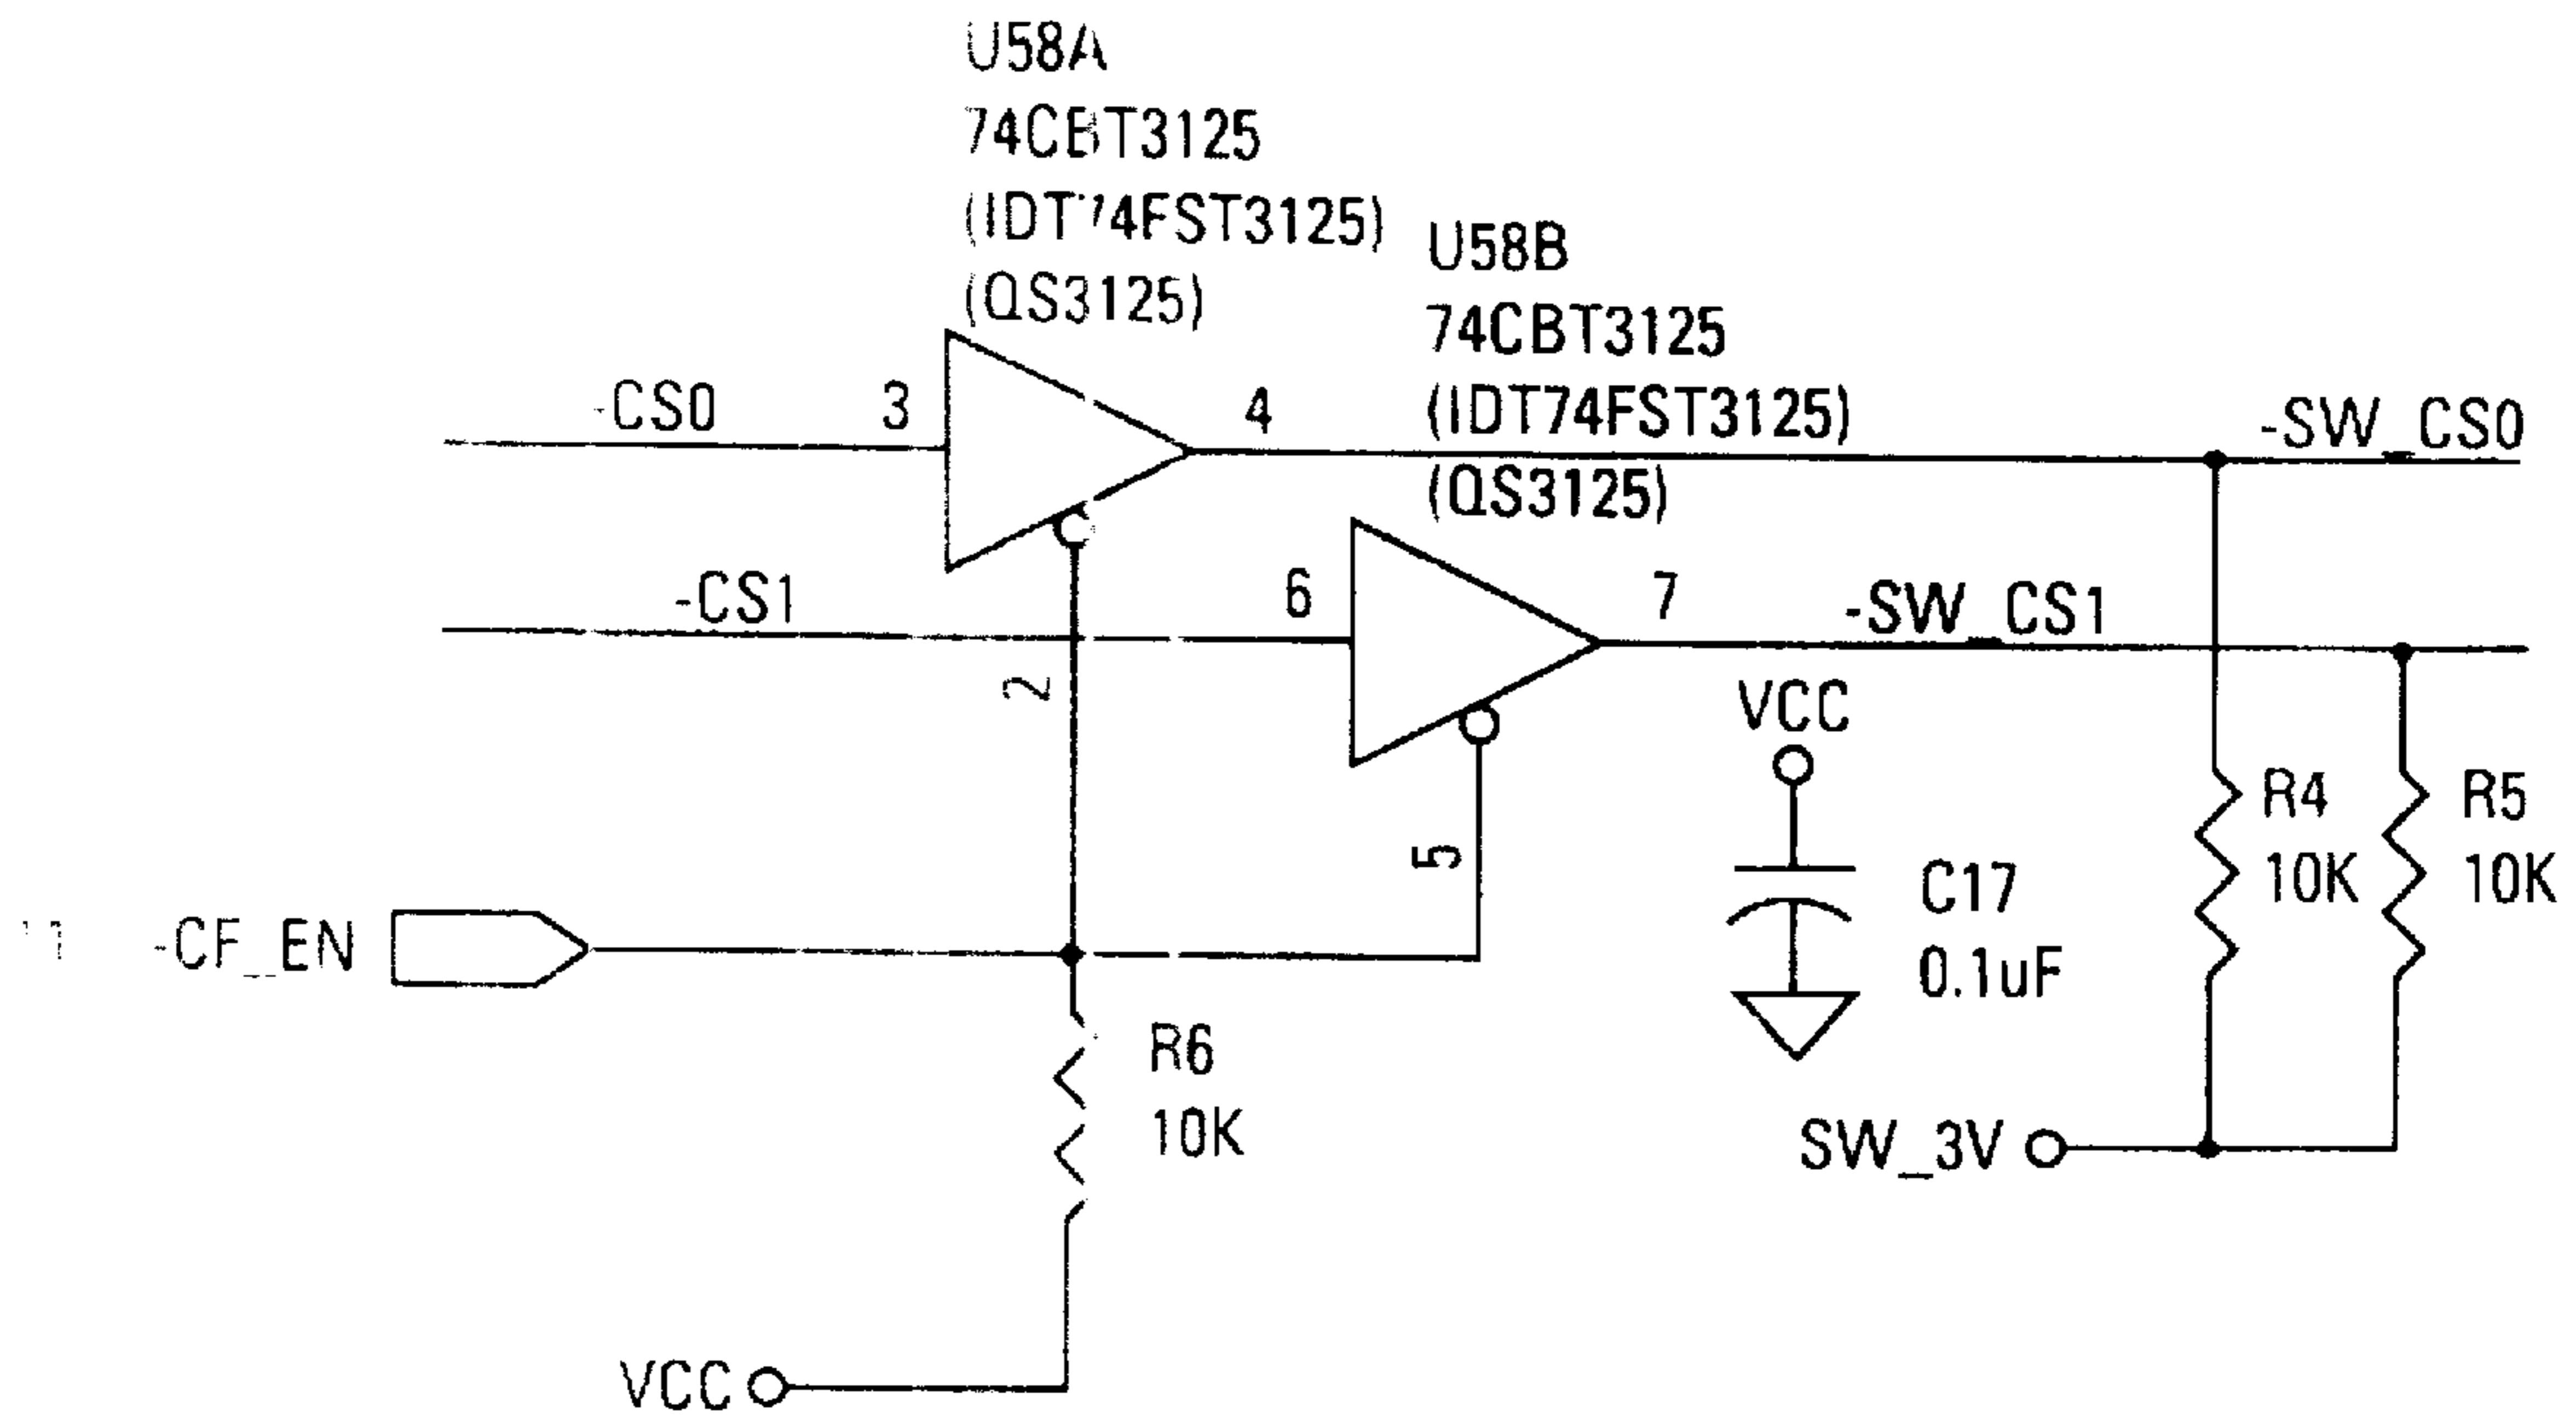 U58A
74CBT3125
(IDT74FST3125)
(QS3125)
U58B
74CBT3125
(IDT74FST3125)
(QS3125)
-CS0
3
4
-SW_CS0
-CS1
6
7
-SW_CS1
2
5
VCC
C17
0.1uF
R4
10K
R5
10K
-CF_EN
R6
10K
SW_3V
VCC